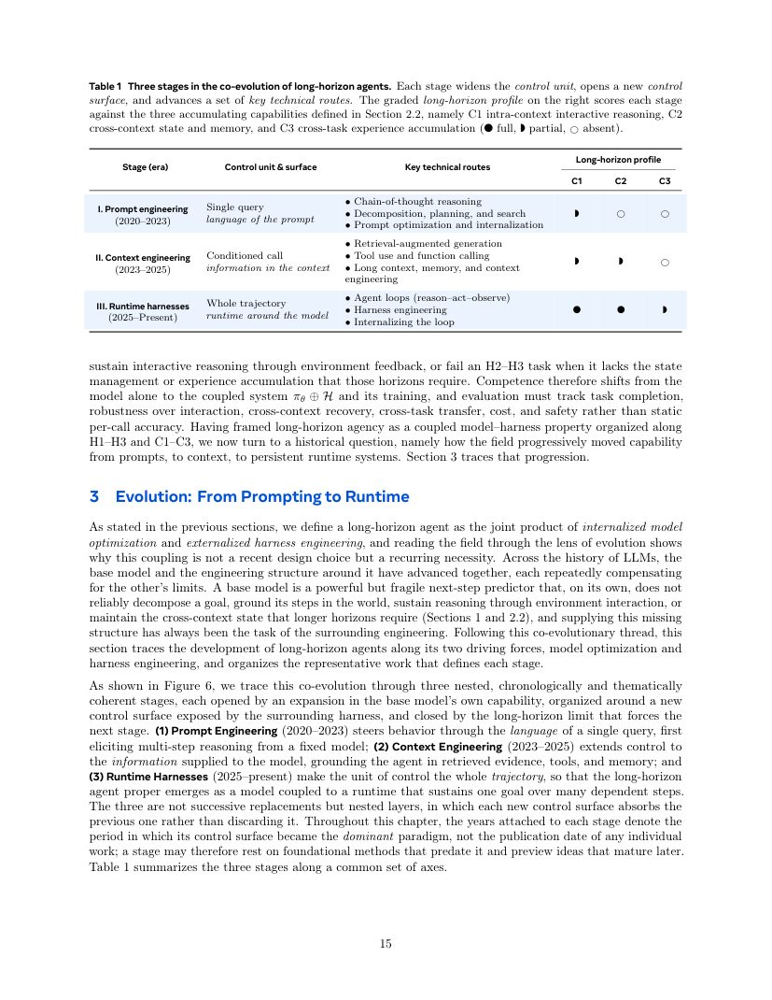 Table 1 Three stages in the co-evolution of long-horizon agents. Each stage widens the control unit, opens a new control
surface, and advances a set of key technical routes. The graded long-horizon profile on the right scores each stage
against the three accumulating capabilities defined in Section 2.2, namely C1 intra-context interactive reasoning, C2
cross-context state and memory, and C3 cross-task experience accumulation (● full, ◗ partial, ○ absent).
Stage (era) Control unit & surface Key technical routes Long-horizon profile
C1 C2 C3
I. Prompt engineering
(2020–2023)
Single query
language of the prompt
• Chain-of-thought reasoning
• Decomposition, planning, and search
• Prompt optimization and internalization
◗ ○ ○
II. Context engineering
(2023–2025)
Conditioned call
information in the context
• Retrieval-augmented generation
• Tool use and function calling
• Long context, memory, and context
engineering
◗ ◗ ○
III. Runtime harnesses
(2025–Present)
Whole trajectory
runtime around the model
• Agent loops (reason–act–observe)
• Harness engineering
• Internalizing the loop
● ● ◗
sustain interactive reasoning through environment feedback, or fail an H2–H3 task when it lacks the state
management or experience accumulation that those horizons require. Competence therefore shifts from the
model alone to the coupled system πθ ⊕ ℋ and its training, and evaluation must track task completion,
robustness over interaction, cross-context recovery, cross-task transfer, cost, and safety rather than static
per-call accuracy. Having framed long-horizon agency as a coupled model–harness property organized along
H1–H3 and C1–C3, we now turn to a historical question, namely how the field progressively moved capability
from prompts, to context, to persistent runtime systems. Section 3 traces that progression.
3 Evolution: From Prompting to Runtime
As stated in the previous sections, we define a long-horizon agent as the joint product of internalized model
optimization and externalized harness engineering, and reading the field through the lens of evolution shows
why this coupling is not a recent design choice but a recurring necessity. Across the history of LLMs, the
base model and the engineering structure around it have advanced together, each repeatedly compensating
for the other's limits. A base model is a powerful but fragile next-step predictor that, on its own, does not
reliably decompose a goal, ground its steps in the world, sustain reasoning through environment interaction, or
maintain the cross-context state that longer horizons require (Sections 1 and 2.2), and supplying this missing
structure has always been the task of the surrounding engineering. Following this co-evolutionary thread, this
section traces the development of long-horizon agents along its two driving forces, model optimization and
harness engineering, and organizes the representative work that defines each stage.
As shown in Figure 6, we trace this co-evolution through three nested, chronologically and thematically
coherent stages, each opened by an expansion in the base model's own capability, organized around a new
control surface exposed by the surrounding harness, and closed by the long-horizon limit that forces the
next stage. (1) Prompt Engineering (2020–2023) steers behavior through the language of a single query, first
eliciting multi-step reasoning from a fixed model; (2) Context Engineering (2023–2025) extends control to
the information supplied to the model, grounding the agent in retrieved evidence, tools, and memory; and
(3) Runtime Harnesses (2025–present) make the unit of control the whole trajectory, so that the long-horizon
agent proper emerges as a model coupled to a runtime that sustains one goal over many dependent steps.
The three are not successive replacements but nested layers, in which each new control surface absorbs the
previous one rather than discarding it. Throughout this chapter, the years attached to each stage denote the
period in which its control surface became the dominant paradigm, not the publication date of any individual
work; a stage may therefore rest on foundational methods that predate it and preview ideas that mature later.
Table 1 summarizes the three stages along a common set of axes.
15